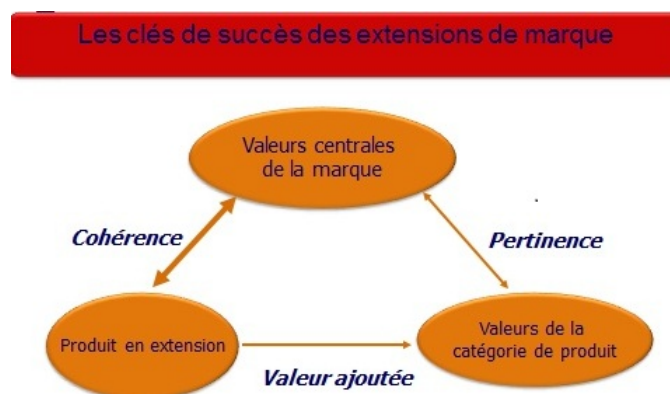 Les clés de succès des extensions de marque
Valeurs centrales
de la marque
Cohérence
Pertinence
Produit en extension
Valeurs de la
catégorie de produit
Valeur ajoutée